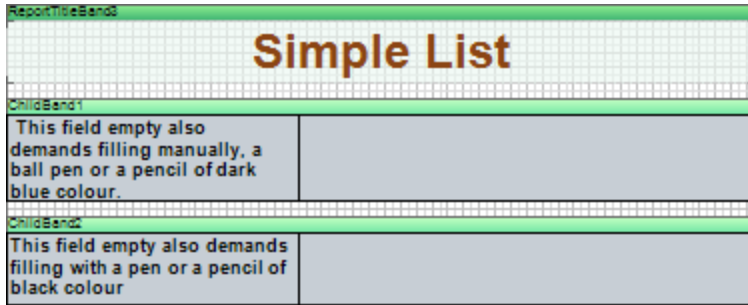 ReportTitleBand3
Simple List
ChildBand1
This field empty also
demands filling manually, a
ball pen or a pencil of dark
blue colour.
ChildBand2
This field empty also demands
filling with a pen or a pencil of
black colour